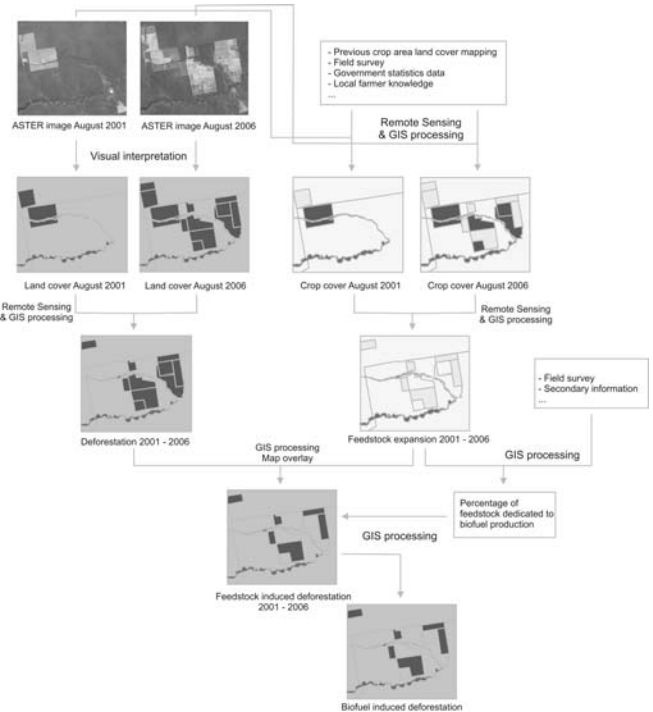 - Previous crop area land cover mapping
- Field survey
- Government statistics data
- Local farmer knowledge
...
ASTER image August 2001
ASTER image August 2006
Remote Sensing
& GIS processing
Visual interpretation
Land cover August 2001
Land cover August 2006
Crop cover August 2001
Crop cover August 2006
Remote Sensing
& GIS processing
Remote Sensing
& GIS processing
- Field survey
- Secondary information
...
Deforestation 2001 - 2006
Feedstock expansion 2001 - 2006
GIS processing
Map overlay
GIS processing
Percentage of
feedstock dedicated to
biofuel production
GIS processing
Feedstock induced deforestation
2001 - 2006
Biofuel induced deforestation